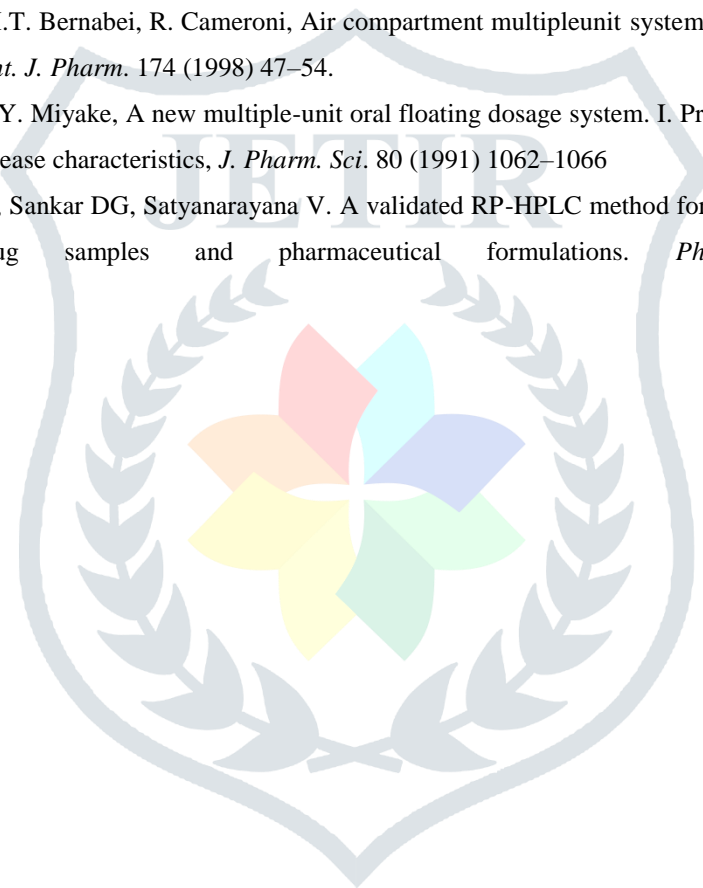 .T. Bernabei, R. Cameroni, Air compartment multipleunit system
nt. J. Pharm. 174 (1998) 47–54.
Y. Miyake, A new multiple-unit oral floating dosage system. I. Pr
ease characteristics, J. Pharm. Sci. 80 (1991) 1062–1066
, Sankar DG, Satyanarayana V. A validated RP-HPLC method for
ug samples and pharmaceutical formulations. Ph
JETIR